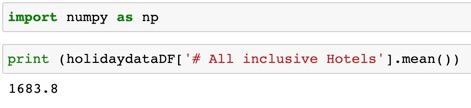 import numpy as np
print (holidaydataDF['# All inclusive Hotels'].mean())
1683.8